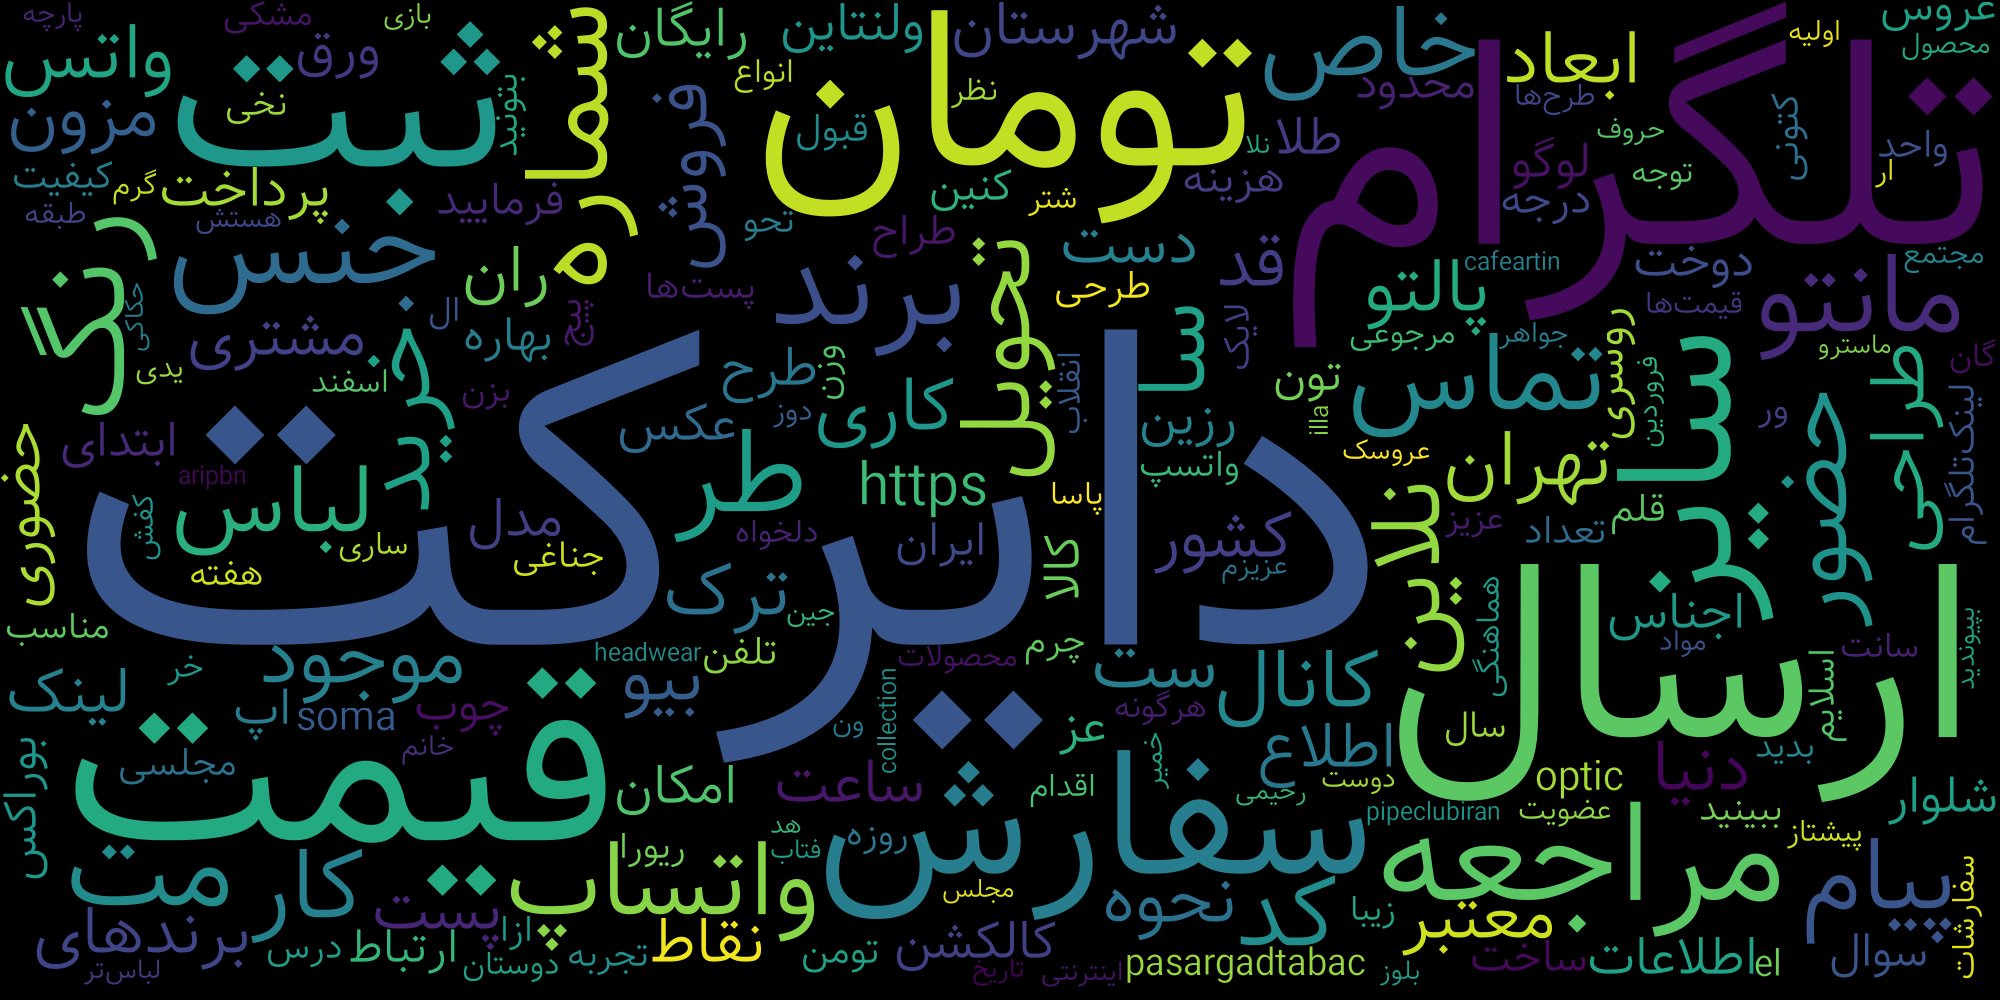 دایرکت
تلگرام
تومان
ارسال
قیمت
سفارش
ثبت
مراجعه
واتساپ
جنس
خرید
رنگ
شماره
برند
تحویل
سایز
سا
حضور
تماس
مانتو
پالتو
خاص
ابعاد
طراحی
نلاین
تهران
کشور
طر
لباس
کاری
کانال
ست
اطلاع
پیام
معتبر
کد
نحوه
نقاط
کار
مت
پست
برندهای
موجود
بیو
لینک
چوب
امکان
ساعت
حضوری
مدل
ترک
https
ایران
عکس
طرح
رزین
دست
قد
طلا
هزینه
شهرستان
ولنتاین
رایگان
فروش
ورق
واتس
مزون
کیفیت
پرداخت
مشتری
ران
بهاره
فرمایید
کنین
قبول
نظر
انواع
محدود
لوگو
درجه
دوخت
واحد
توجه
حروف
کتونی
طرح‌ها
اولیه
عروس
محصول
مجتمع
قیمت‌ها
ماسترو
گان
لینک‌تلگرام
روسری
فروردین
جواهر
مرجوعی
لایک
تون
illa
cafeartin
عروسک
واتسپ
پاسا
انقلاب
کالا
عزیزم
عزیز
تعداد
قلم
ور
اجناس
هماهنگی
مواد
سانت
اسلایم
بپیوندید
بدید
دنیا
optic
شلوار
ببینید
پیشتاز
عضویت
pipeclubiran
دوست
رحیمی
سال
هرگونه
خمیر
اقدام
عز
چرم
محصولات
collection
ون
جین
تلفن
headwear
دلخواه
جناغی
ساری
هفته
aripbn
کفش
ابتدای
مناسب
خر
soma
اپ
خانم
مجلسی
بوراکس
ریورا
روزه
هد
فتاب
مجلس
ازا
ارتباط
درس
دوستان
تجربه
تومن
کالکشن
تاریخ
اینترنتی
pasargadtabac
بلوز
زیبا
ساخت
اطلاعات
el
سوال
سفارشات
لباس‌تر
پارچه
مشکی
بازی
نخی
گرم
طبقه
هستش
بتونید
حکاکی
یدی
اسفند
ال
پیج
بزن
پست‌ها
طراح
تحو
شتر
طرحی
نلا
وزن
دوز
ار